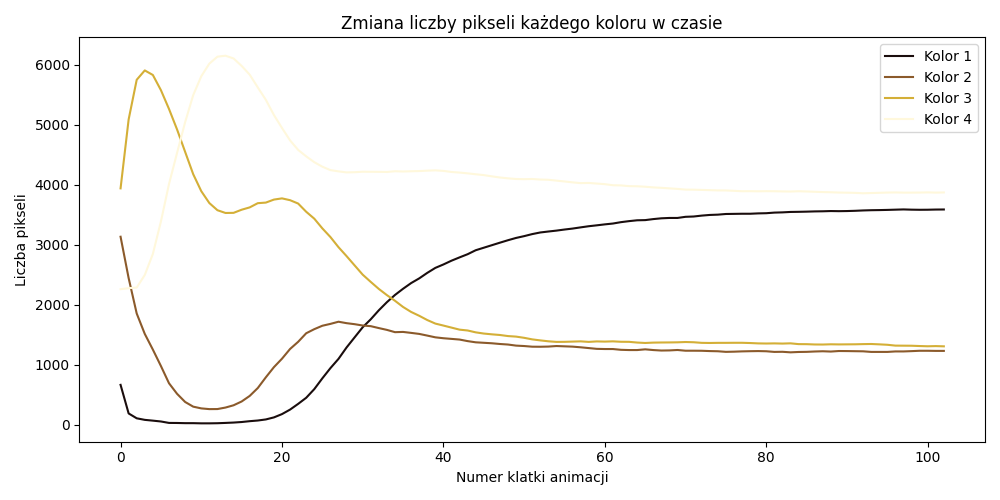 Zmiana liczby pikseli każdego koloru w czasie
Kolor 1
Kolor 2
Kolor 3
Kolor 4
Liczba pikseli
6000
5000
4000
3000
2000
1000
0
0 20 40 60 80 100
Numer klatki animacji